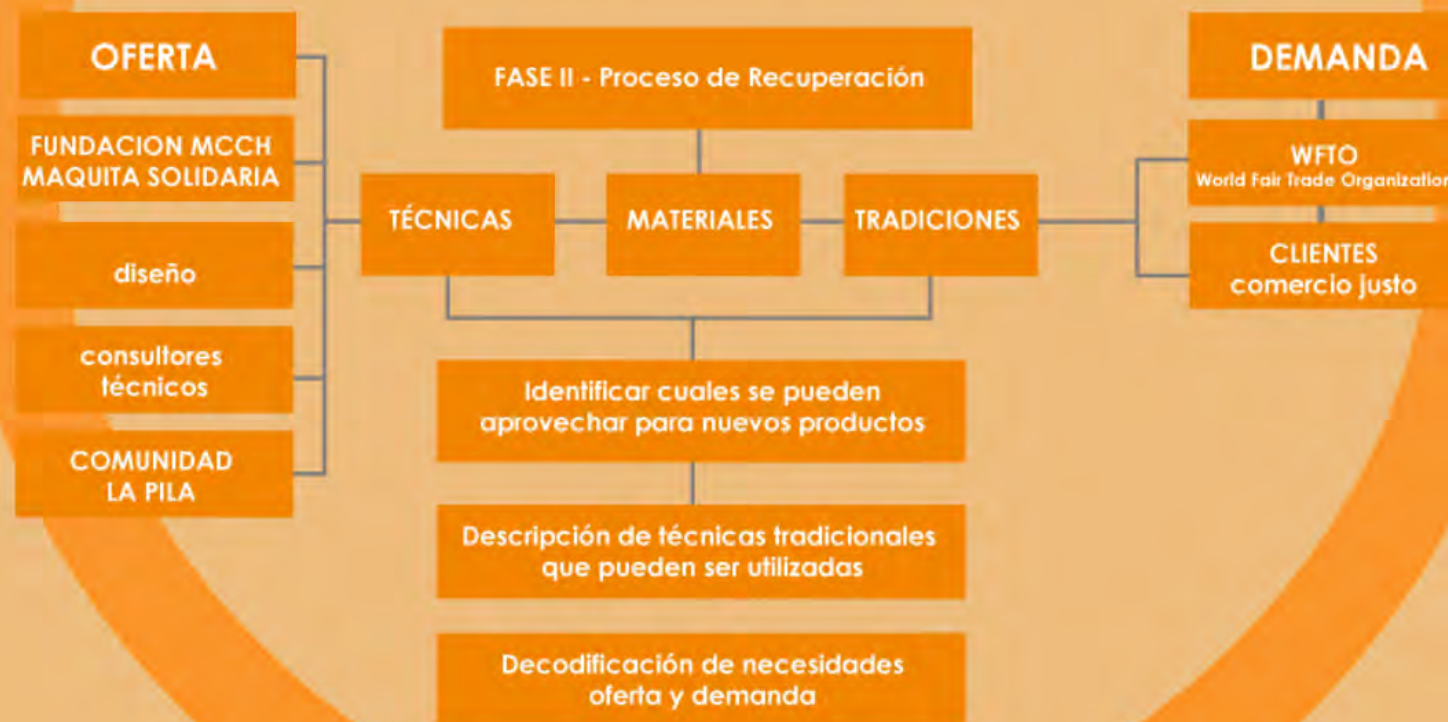 OFERTA
FUNDACION MCCH
MAQUITA SOLIDARIA
diseño
consultores
técnicos
COMUNIDAD
LA PILA
FASE II - Proceso de Recuperación
TÉCNICAS
MATERIALES
TRADICIONES
Identificar cuales se pueden
aprovechar para nuevos productos
Descripción de técnicas tradicionales
que pueden ser utilizadas
Decodificación de necesidades
oferta y demanda
DEMANDA
WFTO
World Fair Trade Organization
CLIENTES
comercio justo